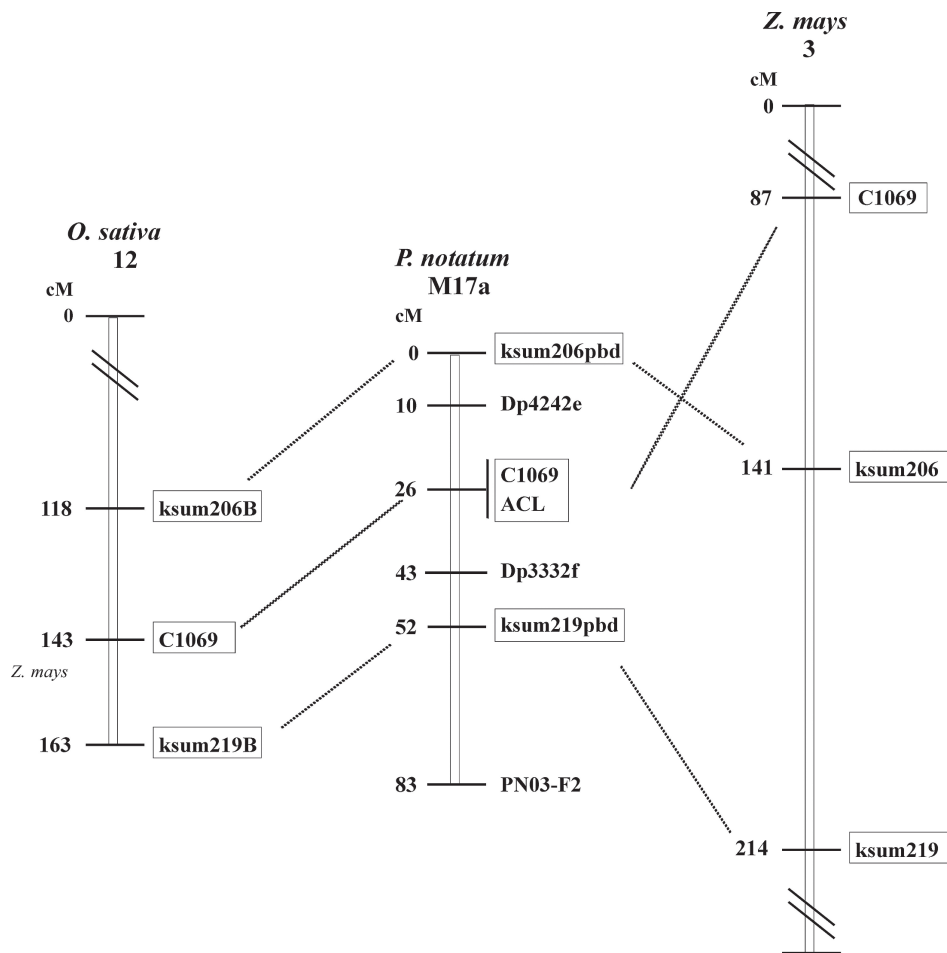 O. sativa
12
cM
0
118 ksum206B
143 C1069
Z. mays
163 ksum219B
P. notatum
M17a
cM
0 ksum206pbd
10 Dp4242e
26 C1069
ACL
43 Dp3332f
52 ksum219pbd
83 PN03-F2
Z. mays
3
cM
0
87 C1069
141 ksum206
214 ksum219